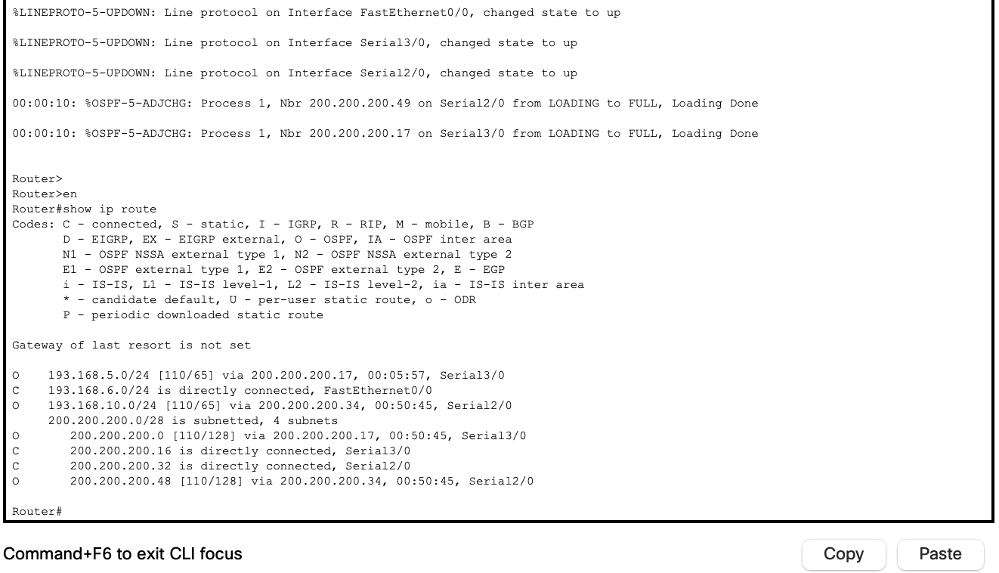 %LINEPROTO-5-UPDOWN: Line protocol on Interface FastEthernet0/0, changed state to up
%LINEPROTO-5-UPDOWN: Line protocol on Interface Serial3/0, changed state to up
%LINEPROTO-5-UPDOWN: Line protocol on Interface Serial2/0, changed state to up
00:00:10: %OSPF-5-ADJCHG: Process 1, Nbr 200.200.200.49 on Serial2/0 from LOADING to FULL, Loading Done
00:00:10: %OSPF-5-ADJCHG: Process 1, Nbr 200.200.200.17 on Serial3/0 from LOADING to FULL, Loading Done
Router>
Router>en
Router#show ip route
Codes: C - connected, S - static, I - IGRP, R - RIP, M - mobile, B - BGP
       D - EIGRP, EX - EIGRP external, O - OSPF, IA - OSPF inter area
       N1 - OSPF NSSA external type 1, N2 - OSPF NSSA external type 2
       E1 - OSPF external type 1, E2 - OSPF external type 2, E - EGP
       i - IS-IS, L1 - IS-IS level-1, L2 - IS-IS level-2, ia - IS-IS inter area
       * - candidate default, U - per-user static route, o - ODR
       P - periodic downloaded static route
Gateway of last resort is not set
O    193.168.5.0/24 [110/65] via 200.200.200.17, 00:05:57, Serial3/0
C    193.168.6.0/24 is directly connected, FastEthernet0/0
O    193.168.10.0/24 [110/65] via 200.200.200.34, 00:50:45, Serial2/0
     200.200.200.0/28 is subnetted, 4 subnets
O       200.200.200.0 [110/128] via 200.200.200.17, 00:50:45, Serial3/0
C       200.200.200.16 is directly connected, Serial3/0
C       200.200.200.32 is directly connected, Serial2/0
O       200.200.200.48 [110/128] via 200.200.200.34, 00:50:45, Serial2/0
Router#
Command+F6 to exit CLI focus
Copy
Paste